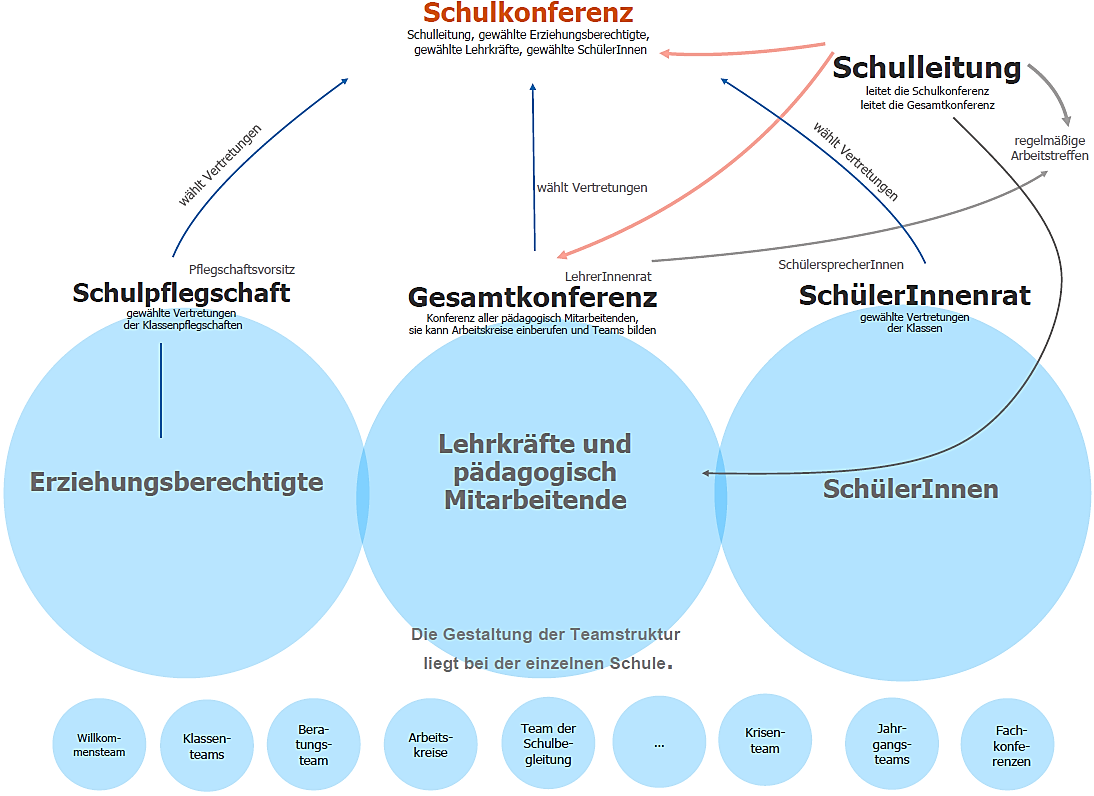 Schulkonferenz
Schulleitung, gewählte Erziehungsberechtigte,
gewählte Lehrkräfte, gewählte SchülerInnen
Schulleitung
leitet die Schulkonferenz
leitet die Gesamtkonferenz
regelmäßige
Arbeitstreffen
wählt Vertretungen
wählt Vertretungen
wählt Vertretungen
Pflegschaftsvorsitz
Schulpflegschaft
gewählte Vertretungen
der Klassenpflegschaften
LehrerInnenrat
Gesamtkonferenz
Konferenz aller pädagogisch Mitarbeitenden,
sie kann Arbeitskreise einberufen und Teams bilden
SchülersprecherInnen
SchülerInnenrat
gewählte Vertretungen
der Klassen
Erziehungsberechtigte
Lehrkräfte und
pädagogisch
Mitarbeitende
SchülerInnen
Die Gestaltung der Teamstruktur
liegt bei der einzelnen Schule.
Willkom-
mensteam
Klassen-
teams
Bera-
tungs-
team
Arbeits-
kreise
Team der
Schulbe-
gleitung
...
Krisen-
team
Jahr-
gangs-
teams
Fach-
konfe-
renzen